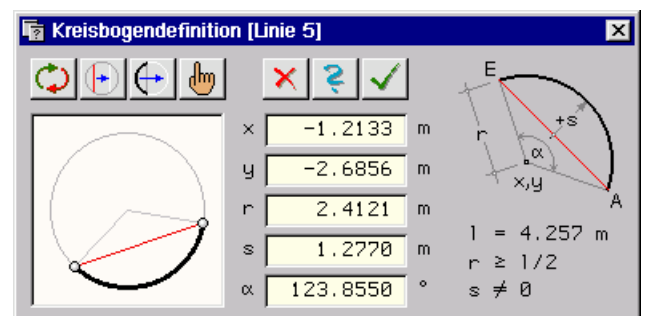 Kreisbogendefinition [Linie 5]
x -1.2133 m
y -2.6856 m
r 2.4121 m
s 1.2770 m
α 123.8550 °
E
+s
r
α
x,y
A
l = 4.257 m
r ≥ l/2
s ≠ 0